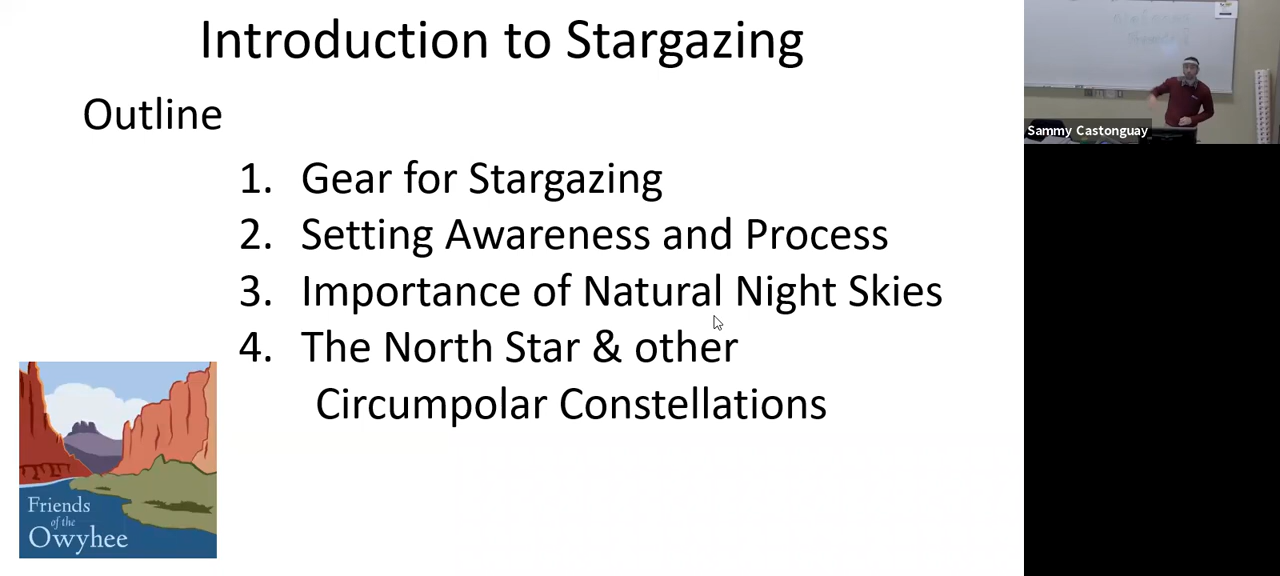 Introduction to Stargazing
Outline
1. Gear for Stargazing
2. Setting Awareness and Process
3. Importance of Natural Night Skies
4. The North Star & other
Circumpolar Constellations
Friends
of the
Owyhee
Sammy Castonguay